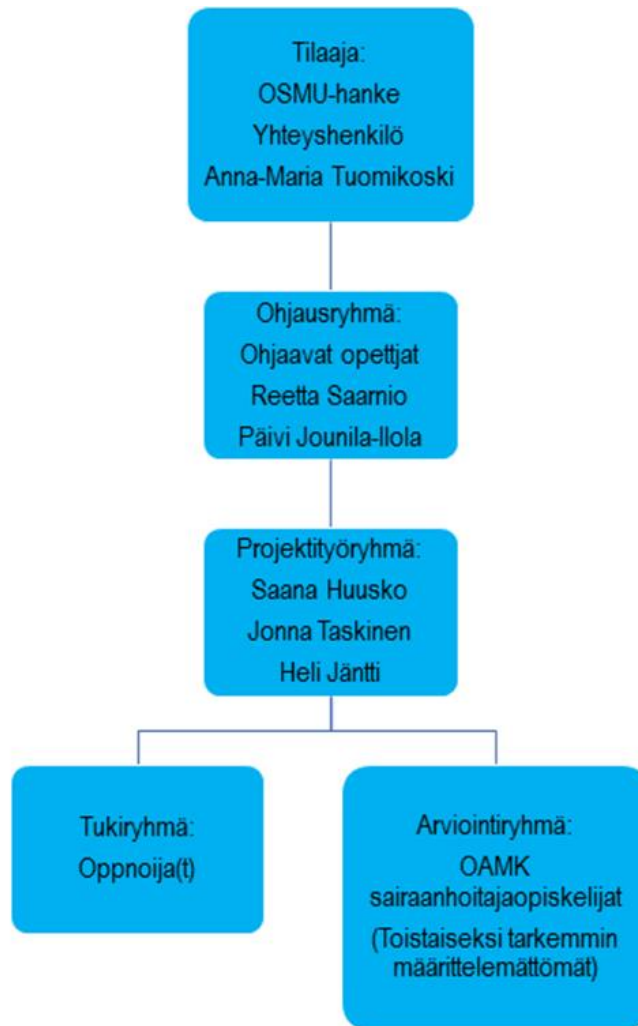 Tilaaja:
OSMU-hanke
Yhteyshenkilö
Anna-Maria Tuomikoski
Ohjausryhmä:
Ohjaavat opettjat
Reetta Saarnio
Päivi Jounila-Ilola
Projektityöryhmä:
Saana Huusko
Jonna Taskinen
Heli Jäntti
Tukiryhmä:
Oppnoija(t)
Arviointiryhmä:
OAMK
sairaanhoitajaopiskelijat
(Toistaiseksi tarkemmin
määrittelemättömät)